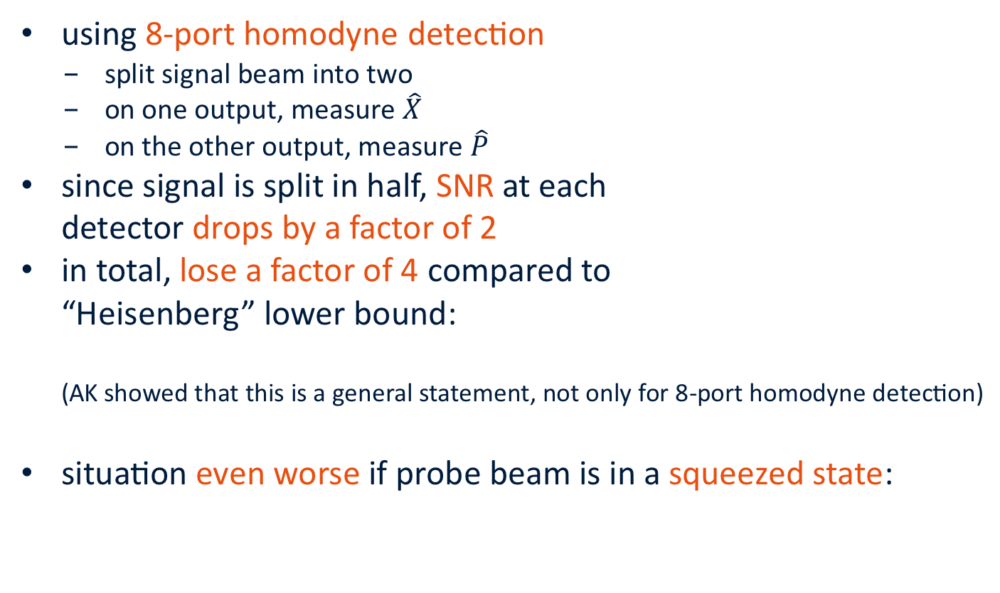 • using 8-port homodyne detection
– split signal beam into two
– on one output, measure X̂
– on the other output, measure P̂
• since signal is split in half, SNR at each
detector drops by a factor of 2
• in total, lose a factor of 4 compared to
“Heisenberg” lower bound:
(AK showed that this is a general statement, not only for 8-port homodyne detection)
• situation even worse if probe beam is in a squeezed state: